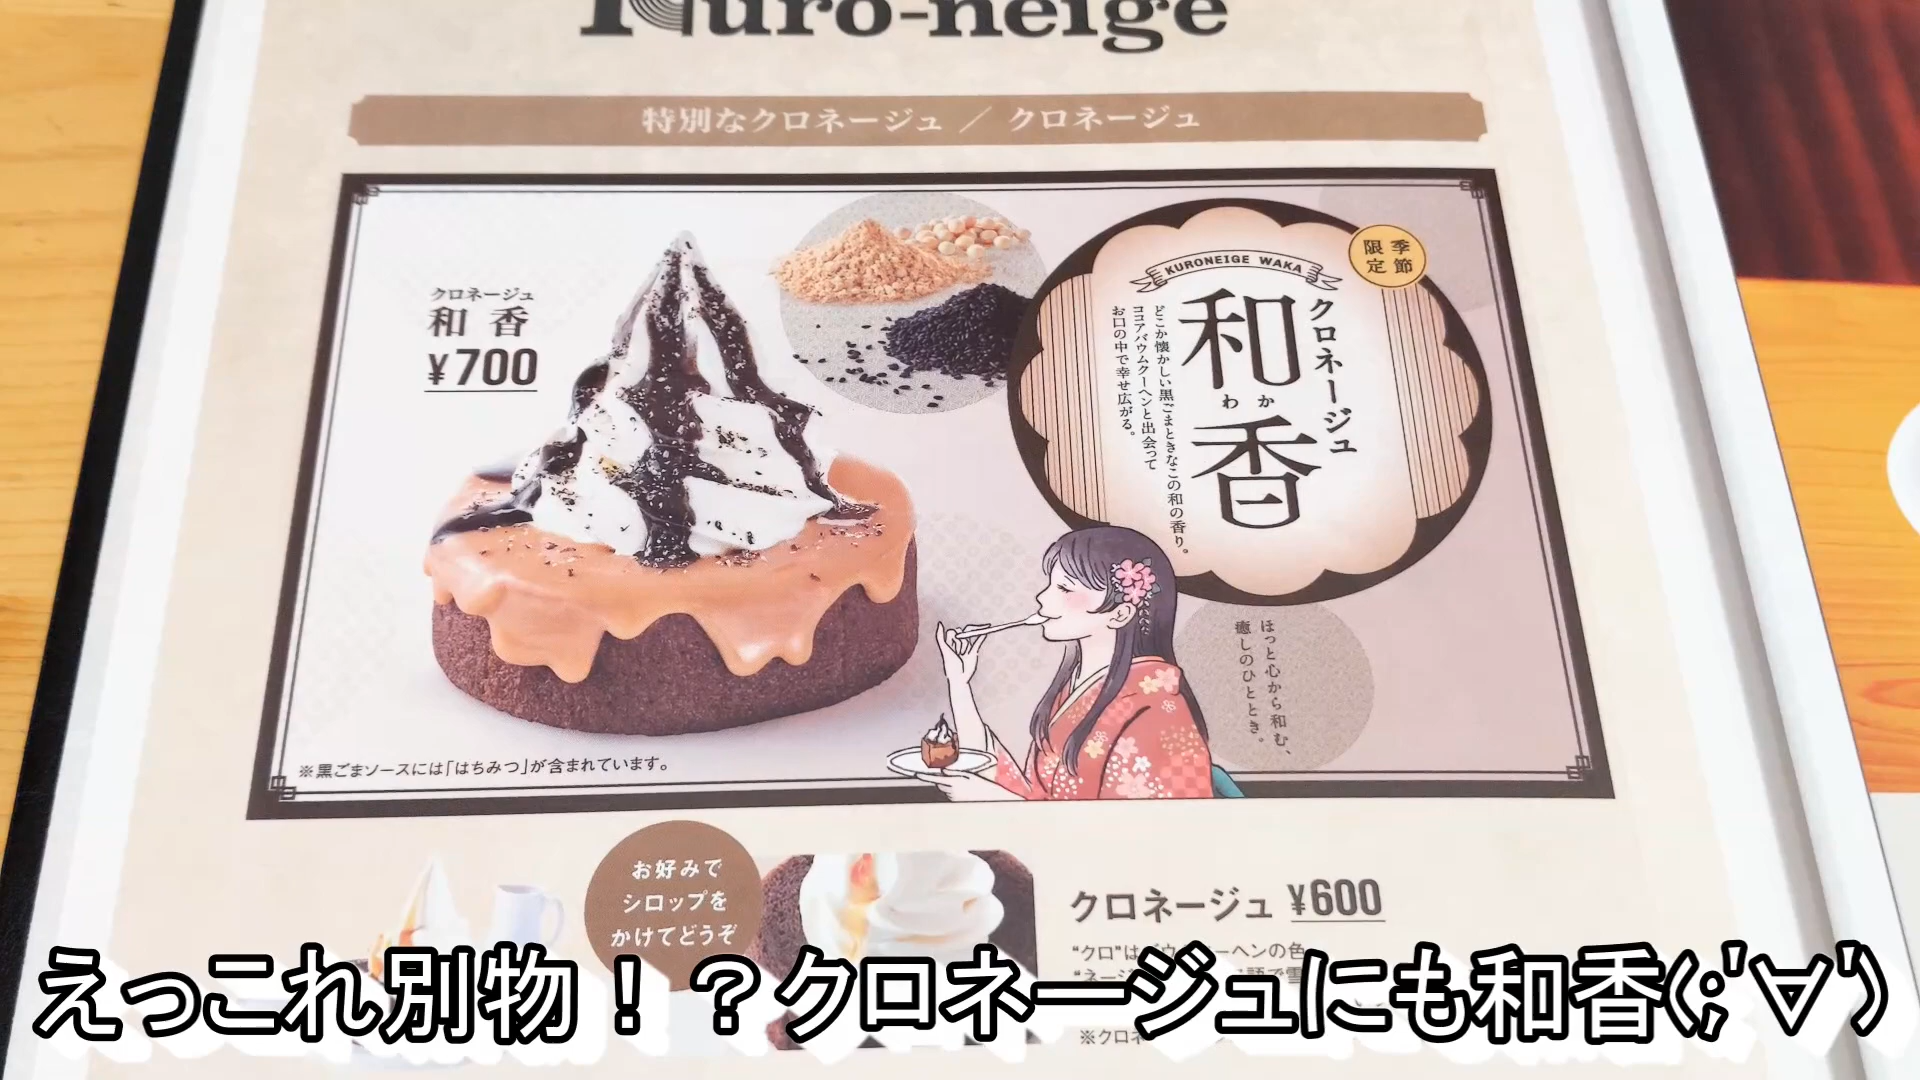 Kuro-neige
特別なクロネージュ / クロネージュ
クロネージュ
和香
¥700
季節
限定
KURONEIGE WAKA
クロネージュ
和香
わか
どこか懐かしい黒ごまときなこの和の香り。
ココアバウムクーヘンと出会って
お口の中で幸せ広がる。
ほっと心から和む、
癒しのひととき。
※黒ごまソースには「はちみつ」が含まれています。
お好みで
シロップを
かけてどうぞ
クロネージュ ¥600
えっこれ別物！？クロネージュにも和香(;'∀')